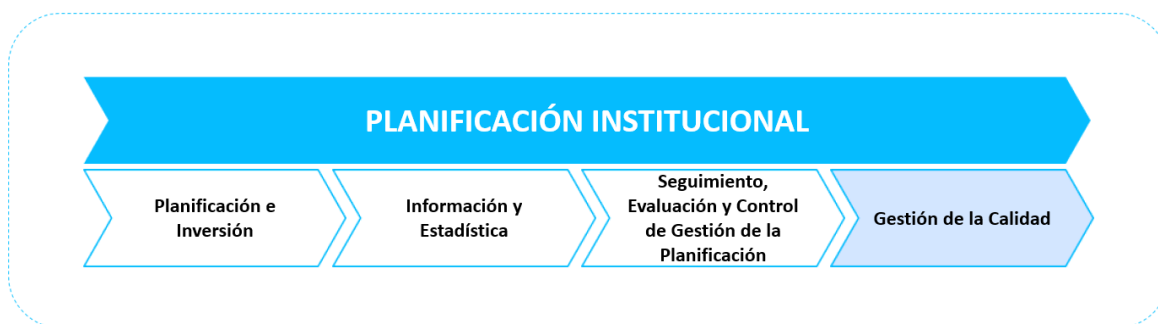 PLANIFICACIÓN INSTITUCIONAL
Planificación e
Inversión
Información y
Estadística
Seguimiento,
Evaluación y Control
de Gestión de la
Planificación
Gestión de la Calidad